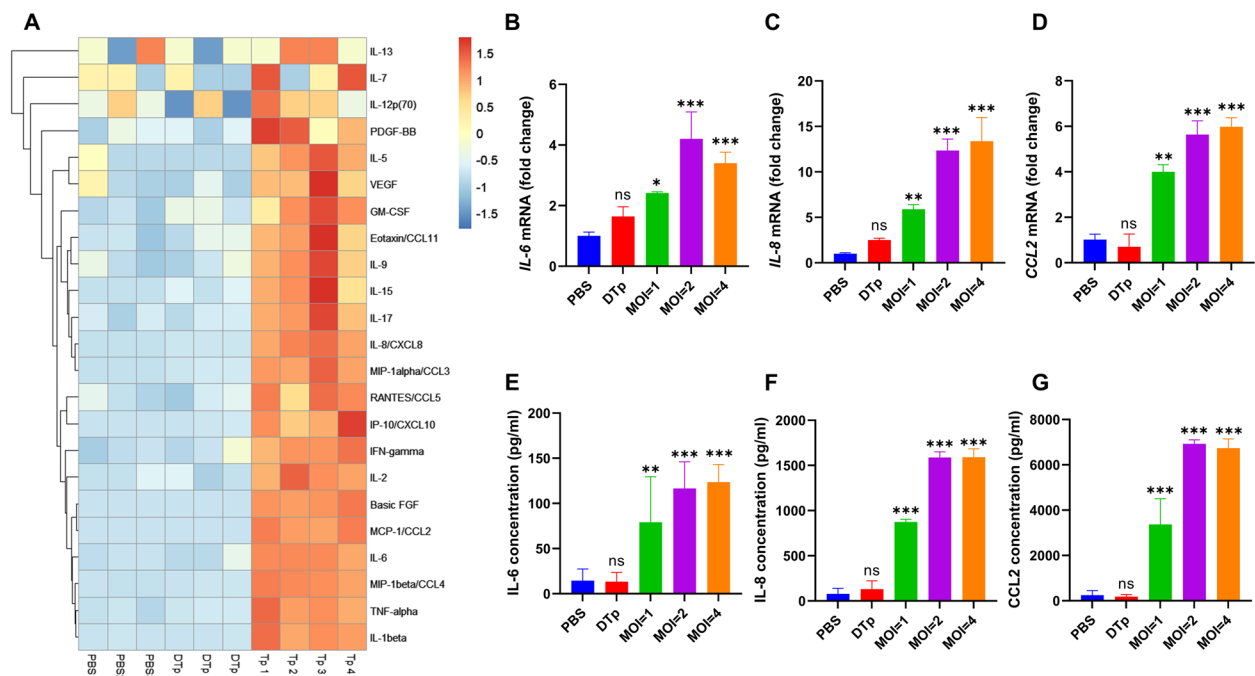 A
IL-13
IL-7
IL-12p(70)
PDGF-BB
IL-5
VEGF
GM-CSF
Eotaxin/CCL11
IL-9
IL-15
IL-17
IL-8/CXCL8
MIP-1alpha/CCL3
RANTES/CCL5
IP-10/CXCL10
IFN-gamma
IL-2
Basic FGF
MCP-1/CCL2
IL-6
MIP-1beta/CCL4
TNF-alpha
IL-1beta
PBS PBS PBS DTp DTp DTp Tp 1 Tp 2 Tp 3 Tp 4
1.5
1
0.5
0
-0.5
-1
-1.5
B
IL-6 mRNA (fold change)
6
4
2
0
ns
*
***
***
PBS DTp MOI=1 MOI=2 MOI=4
C
IL-8 mRNA (fold change)
20
15
10
5
0
ns
**
***
***
PBS DTp MOI=1 MOI=2 MOI=4
D
CCL2 mRNA (fold change)
8
6
4
2
0
ns
**
***
***
PBS DTp MOI=1 MOI=2 MOI=4
E
IL-6 concentration (pg/ml)
200
150
100
50
0
ns
**
***
***
PBS DTp MOI=1 MOI=2 MOI=4
F
IL-8 concentration (pg/ml)
2000
1500
1000
500
0
ns
***
***
***
PBS DTp MOI=1 MOI=2 MOI=4
G
CCL2 concentration (pg/ml)
8000
6000
4000
2000
0
ns
***
***
***
PBS DTp MOI=1 MOI=2 MOI=4